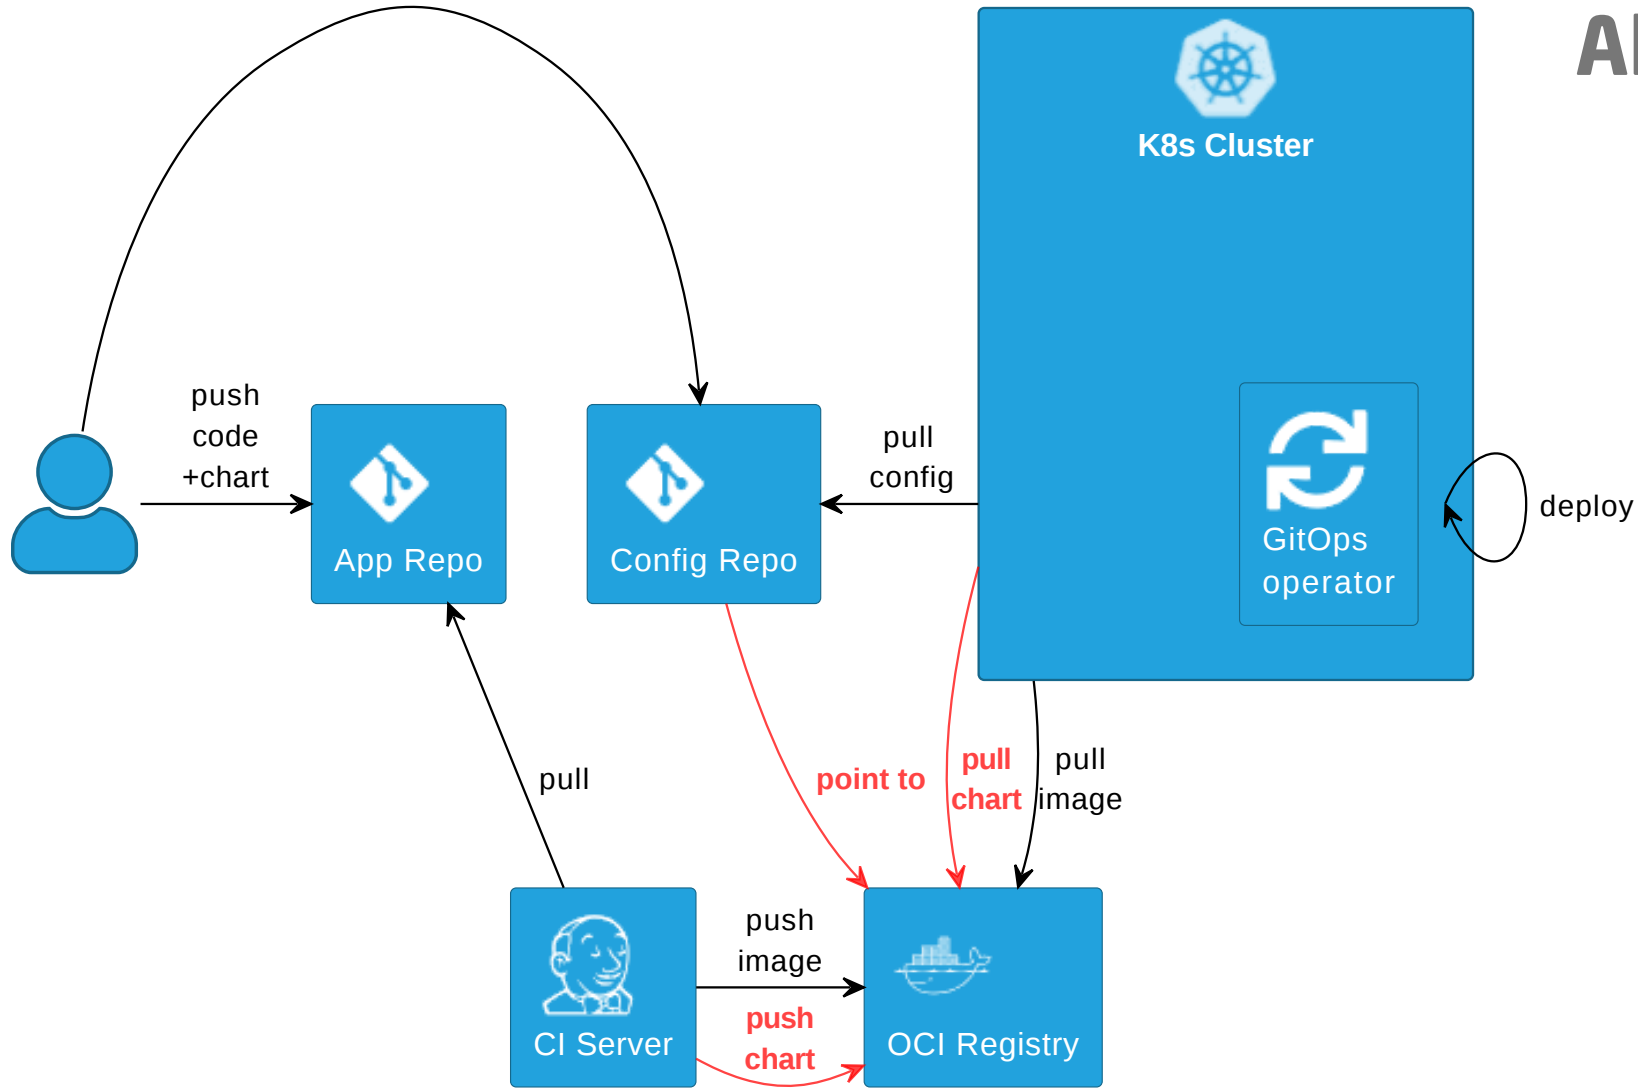 K8s Cluster
push
code
+chart
App Repo
Config Repo
pull
config
GitOps
operator
deploy
pull
point to
pull
chart
pull
image
CI Server
push
image
push
chart
OCI Registry